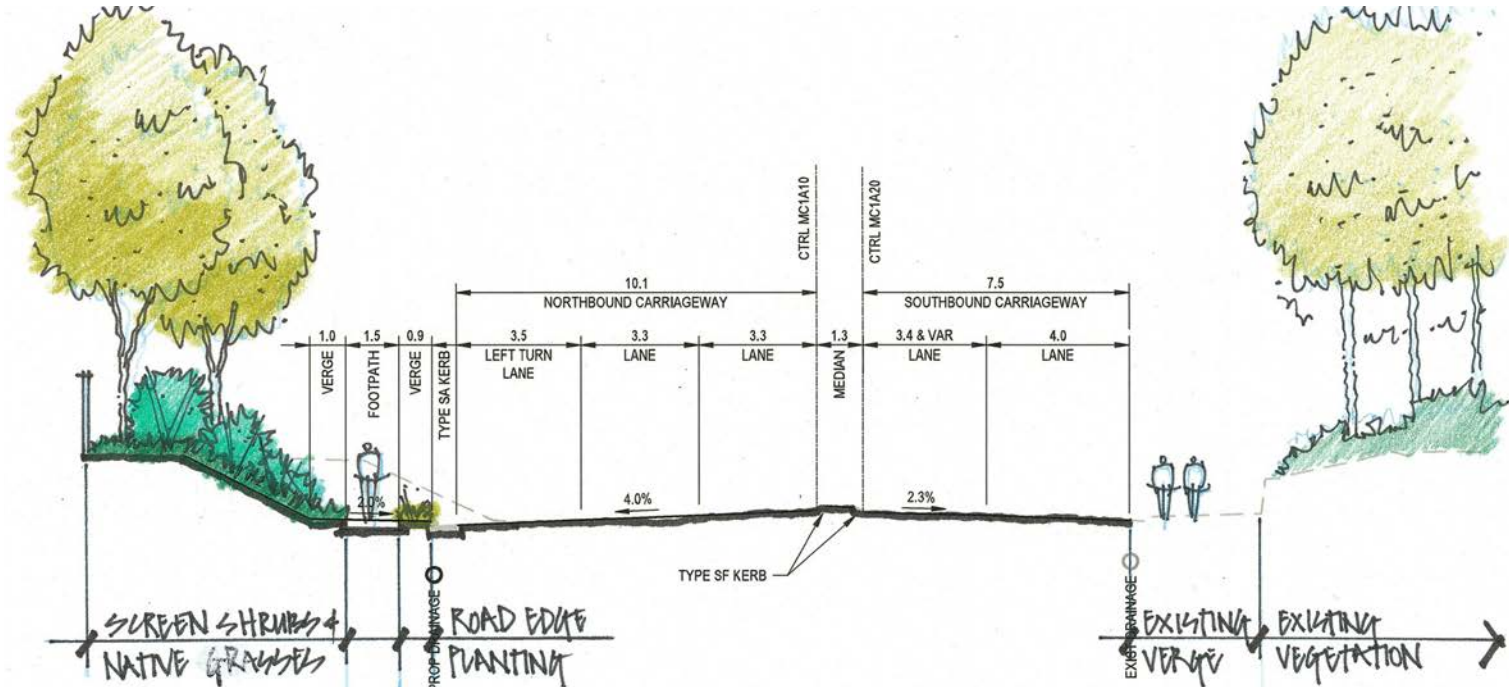 CTRL MC1A10
CTRL MC1A20
10.1
NORTHBOUND CARRIAGEWAY
7.5
SOUTHBOUND CARRIAGEWAY
1.0
VERGE
1.5
FOOTPATH
0.9
VERGE
TYPE SA KERB
3.5
LEFT TURN
LANE
3.3
LANE
3.3
LANE
1.3
MEDIAN
3.4 & VAR
LANE
4.0
LANE
2.0%
4.0%
2.3%
TYPE SF KERB
SCREEN SHRUBS &
NATIVE GRASSES
PROP DRAINAGE
ROAD EDGE
PLANTING
EXIST DRAINAGE
EXISTING
VERGE
EXISTING
VEGETATION